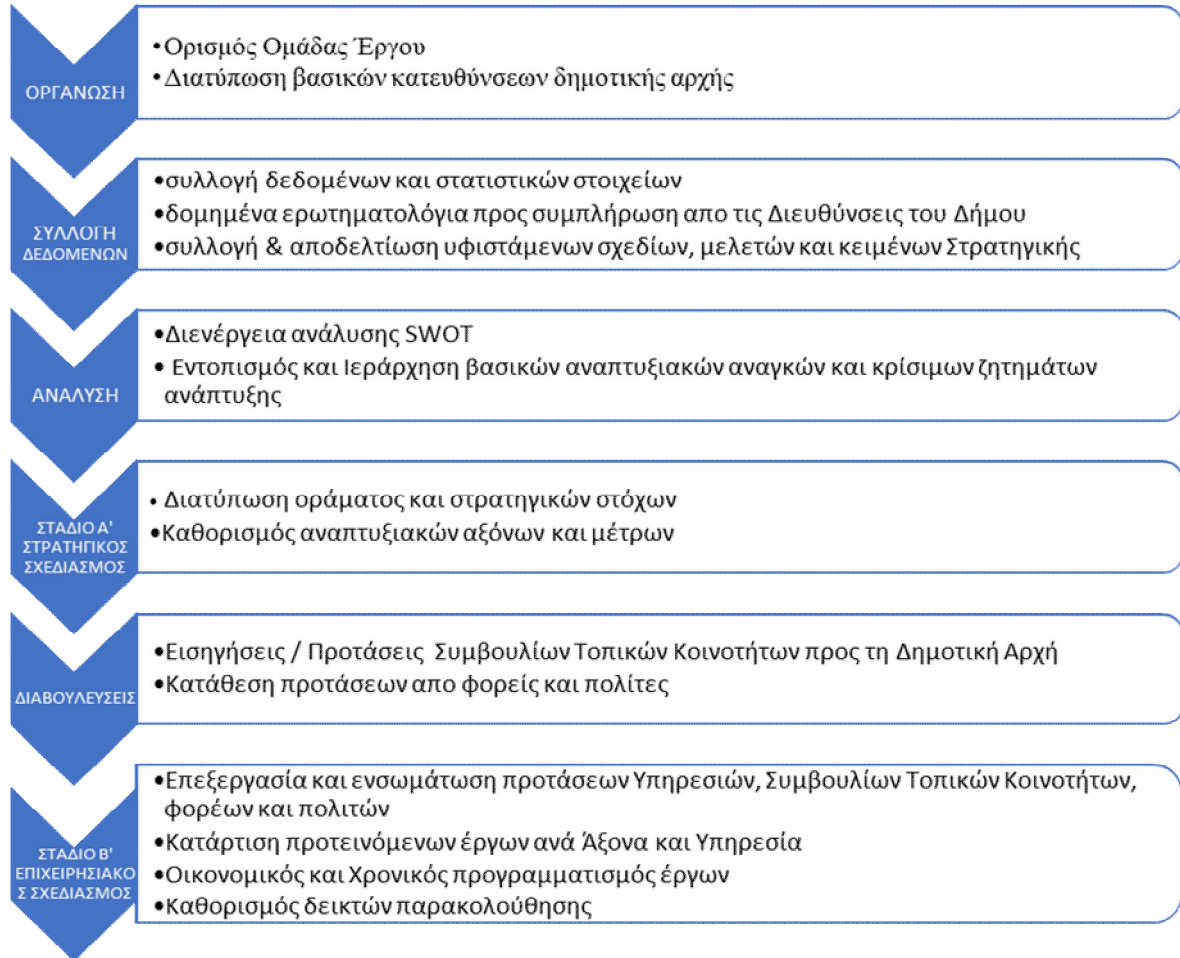 ΟΡΓΑΝΩΣΗ
• Ορισμός Ομάδας Έργου
• Διατύπωση βασικών κατευθύνσεων δημοτικής αρχής
ΣΥΛΛΟΓΗ
ΔΕΔΟΜΕΝΩΝ
•συλλογή δεδομένων και στατιστικών στοιχείων
•δομημένα ερωτηματολόγια προς συμπλήρωση απο τις Διευθύνσεις του Δήμου
•συλλογή & αποδελτίωση υφιστάμενων σχεδίων, μελετών και κειμένων Στρατηγικής
ΑΝΑΛΥΣΗ
•Διενέργεια ανάλυσης SWOT
• Εντοπισμός και Ιεράρχηση βασικών αναπτυξιακών αναγκών και κρίσιμων ζητημάτων
ανάπτυξης
ΣΤΑΔΙΟ Α'
ΣΤΡΑΤΗΓΙΚΟΣ
ΣΧΕΔΙΑΣΜΟΣ
• Διατύπωση οράματος και στρατηγικών στόχων
•Καθορισμός αναπτυξιακών αξόνων και μέτρων
ΔΙΑΒΟΥΛΕΥΣΕΙΣ
•Εισηγήσεις / Προτάσεις Συμβουλίων Τοπικών Κοινοτήτων προς τη Δημοτική Αρχή
•Κατάθεση προτάσεων απο φορείς και πολίτες
ΣΤΑΔΙΟ Β'
ΕΠΙΧΕΙΡΗΣΙΑΚΟ
Σ ΣΧΕΔΙΑΣΜΟΣ
•Επεξεργασία και ενσωμάτωση προτάσεων Υπηρεσιών, Συμβουλίων Τοπικών Κοινοτήτων,
φορέων και πολιτών
•Κατάρτιση προτεινόμενων έργων ανά Άξονα και Υπηρεσία
•Οικονομικός και Χρονικός προγραμματισμός έργων
•Καθορισμός δεικτών παρακολούθησης